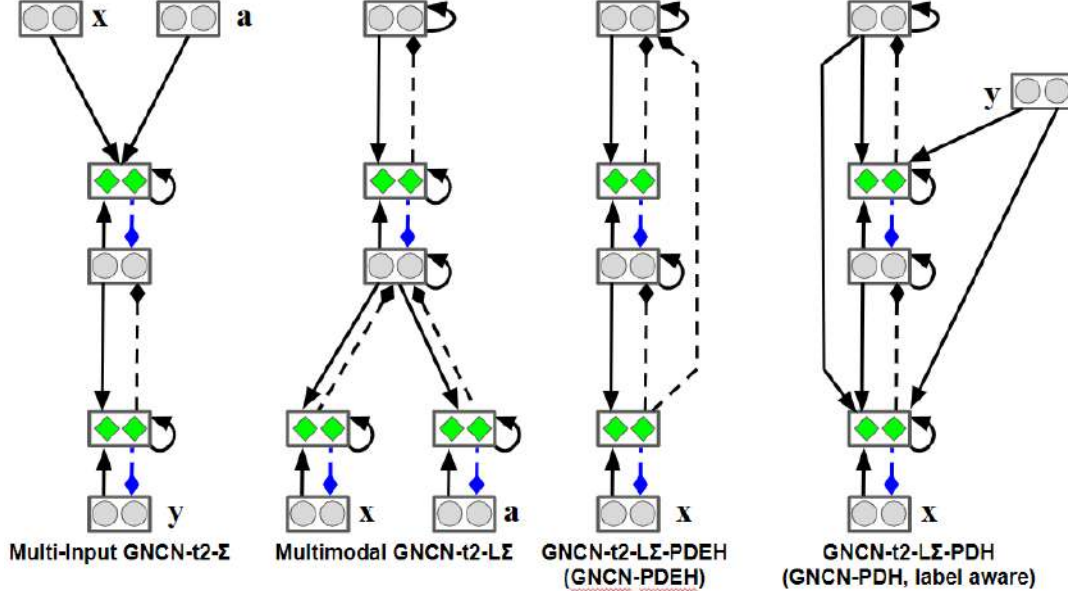 x
a
y
y
x
a
x
x
Multi-Input GNCN-t2-Σ
Multimodal GNCN-t2-LΣ
GNCN-t2-LΣ-PDEH
(GNCN-PDEH)
GNCN-t2-LΣ-PDH
(GNCN-PDH, label aware)